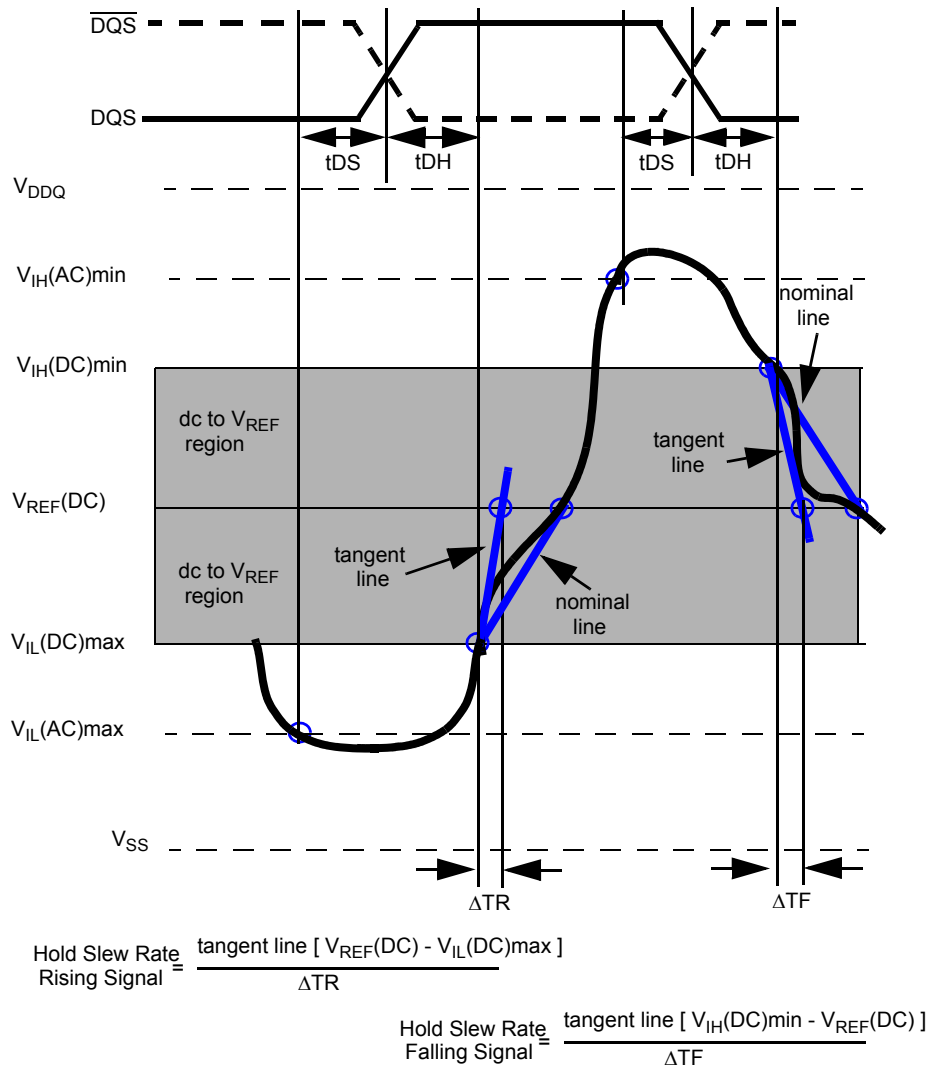 DQS
DQS
tDS tDH tDS tDH
VDDQ
VIH(AC)min
nominal
line
VIH(DC)min
dc to VREF
region
tangent
line
VREF(DC)
tangent
line
dc to VREF
region
nominal
line
VIL(DC)max
VIL(AC)max
VSS
ΔTR ΔTF
Hold Slew Rate
Rising Signal = tangent line [ VREF(DC) - VIL(DC)max ]
ΔTR
Hold Slew Rate
Falling Signal = tangent line [ VIH(DC)min - VREF(DC) ]
ΔTF